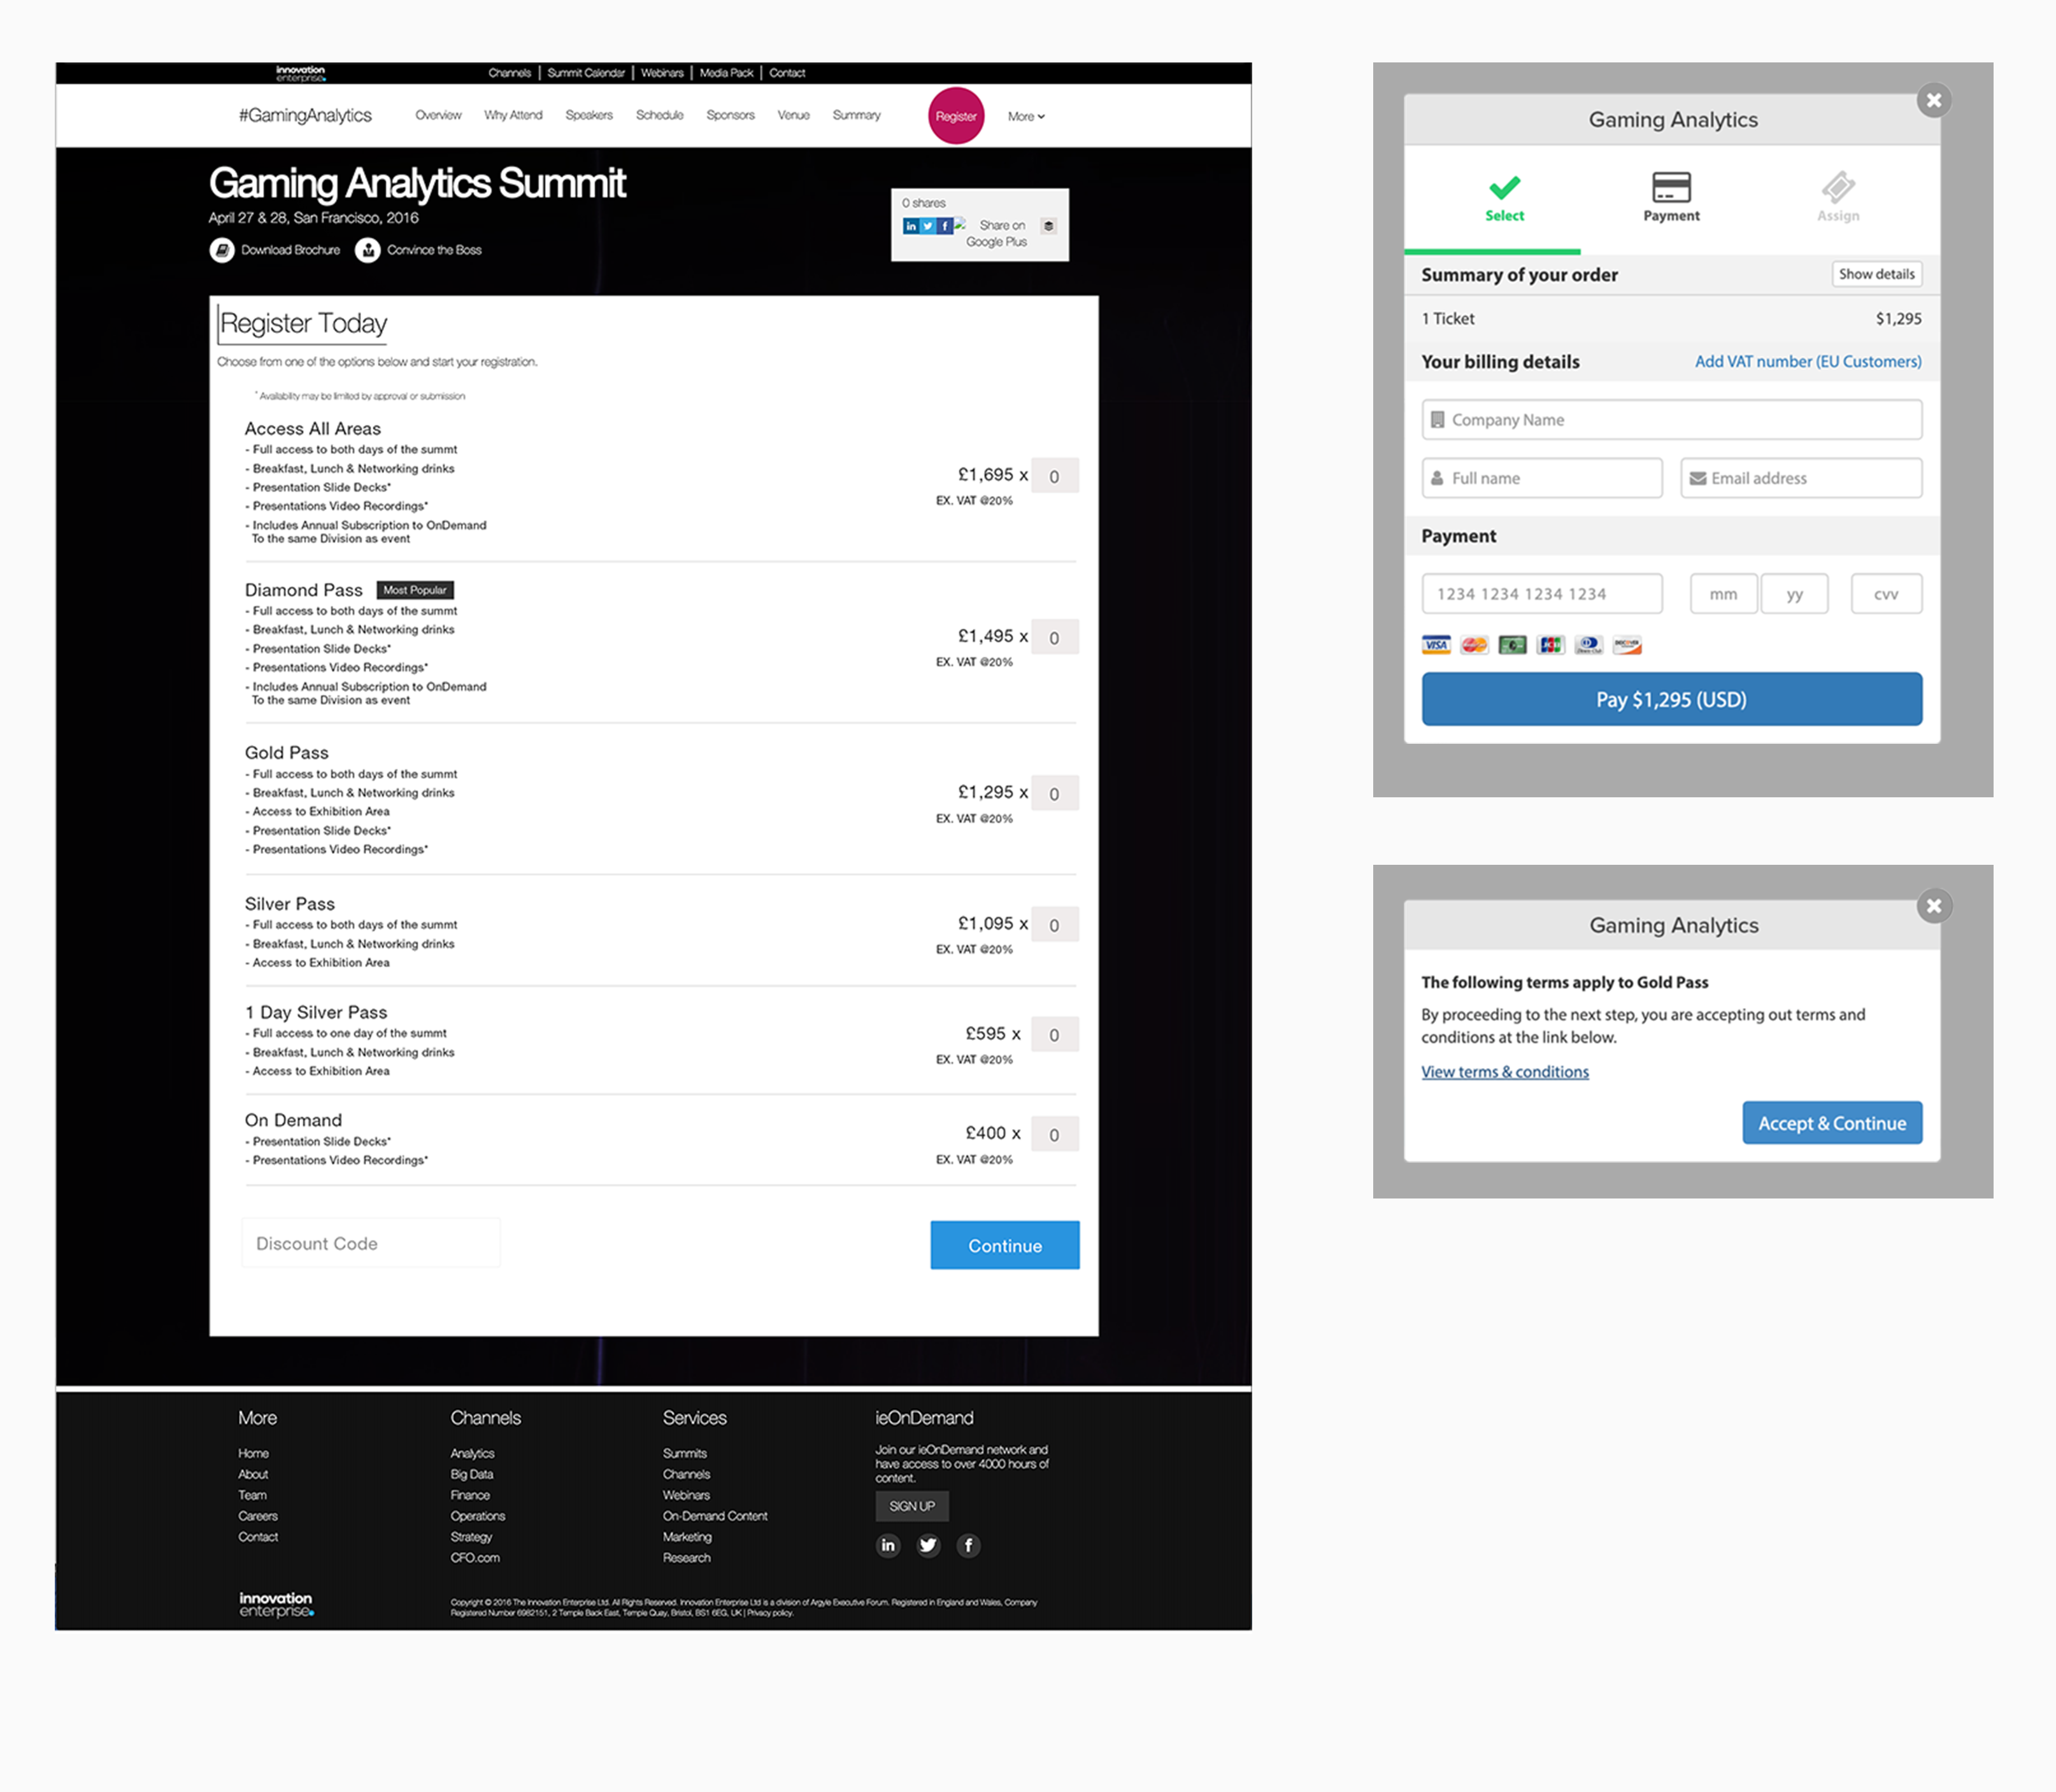 innovation
enterprise
Channels | Summit Calendar | Webinars | Media Pack | Contact
#GamingAnalytics Overview Why Attend Speakers Schedule Sponsors Venue Summary Register More
Gaming Analytics Summit
April 27 & 28, San Francisco, 2016
Download Brochure Convince the Boss
0 shares
Share on
Google Plus
Register Today
Choose from one of the options below and start your registration.
* Availability may be limited by approval or submission
Access All Areas
- Full access to both days of the summt
- Breakfast, Lunch & Networking drinks
- Presentation Slide Decks*
- Presentations Video Recordings*
- Includes Annual Subscription to OnDemand
To the same Division as event
£1,695 x 0
EX. VAT @20%
Diamond Pass Most Popular
- Full access to both days of the summt
- Breakfast, Lunch & Networking drinks
- Presentation Slide Decks*
- Presentations Video Recordings*
- Includes Annual Subscription to OnDemand
To the same Division as event
£1,495 x 0
EX. VAT @20%
Gold Pass
- Full access to both days of the summt
- Breakfast, Lunch & Networking drinks
- Access to Exhibition Area
- Presentation Slide Decks*
- Presentations Video Recordings*
£1,295 x 0
EX. VAT @20%
Silver Pass
- Full access to both days of the summt
- Breakfast, Lunch & Networking drinks
- Access to Exhibition Area
£1,095 x 0
EX. VAT @20%
1 Day Silver Pass
- Full access to one day of the summt
- Breakfast, Lunch & Networking drinks
- Access to Exhibition Area
£595 x 0
EX. VAT @20%
On Demand
- Presentation Slide Decks*
- Presentations Video Recordings*
£400 x 0
EX. VAT @20%
Discount Code
Continue
More
Home
About
Team
Careers
Contact
Channels
Analytics
Big Data
Finance
Operations
Strategy
CFO.com
Services
Summits
Channels
Webinars
On-Demand Content
Marketing
Research
ieOnDemand
Join our ieOnDemand network and
have access to over 4000 hours of
content.
SIGN UP
innovation
enterprise
Copyright © 2016 The Innovation Enterprise Ltd. All Rights Reserved. Innovation Enterprise Ltd is a division of Argyle Executive Forum. Registered in England and Wales, Company
Registered Number 6982151, 2 Temple Back East, Temple Quay, Bristol, BS1 6EG, UK | Privacy policy.
Gaming Analytics
Select Payment Assign
Summary of your order Show details
1 Ticket $1,295
Your billing details Add VAT number (EU Customers)
Company Name
Full name Email address
Payment
1234 1234 1234 1234 mm yy cvv
VISA
Pay $1,295 (USD)
Gaming Analytics
The following terms apply to Gold Pass
By proceeding to the next step, you are accepting out terms and
conditions at the link below.
View terms & conditions
Accept & Continue